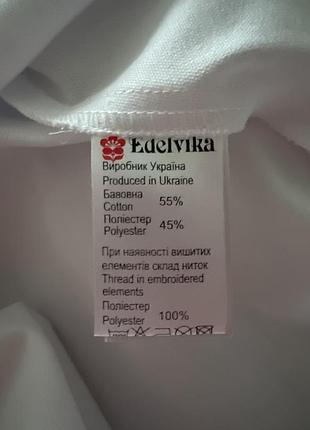 Edelvika
Виробник Україна
Produced in Ukraine
Бавовна
Cotton 55%
Поліестер
Polyester 45%
При наявності вишитих
елементів склад ниток
Thread in embroidered
elements
Поліестер
Polyester 100%